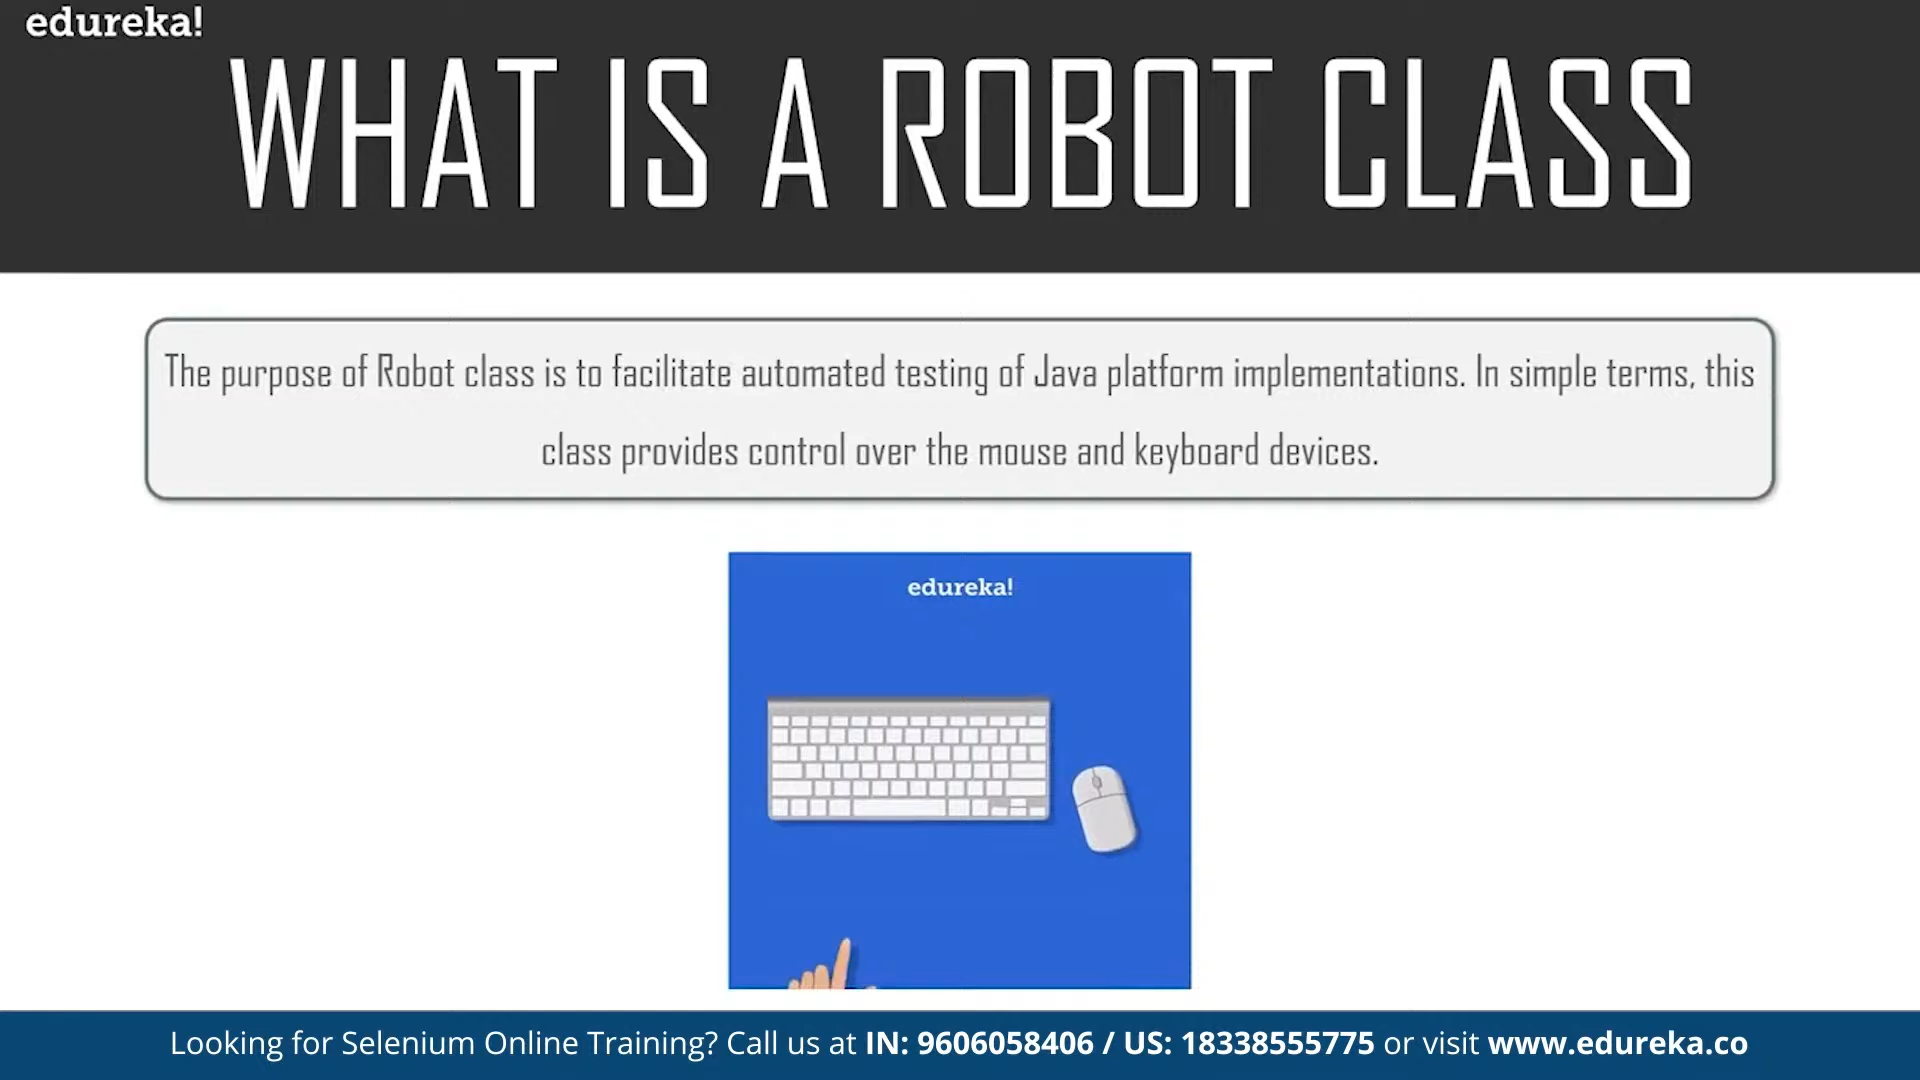 edureka!
WHAT IS A ROBOT CLASS
The purpose of Robot class is to facilitate automated testing of Java platform implementations. In simple terms, this
class provides control over the mouse and keyboard devices.
edureka!
Looking for Selenium Online Training? Call us at IN: 9606058406 / US: 18338555775 or visit www.edureka.co